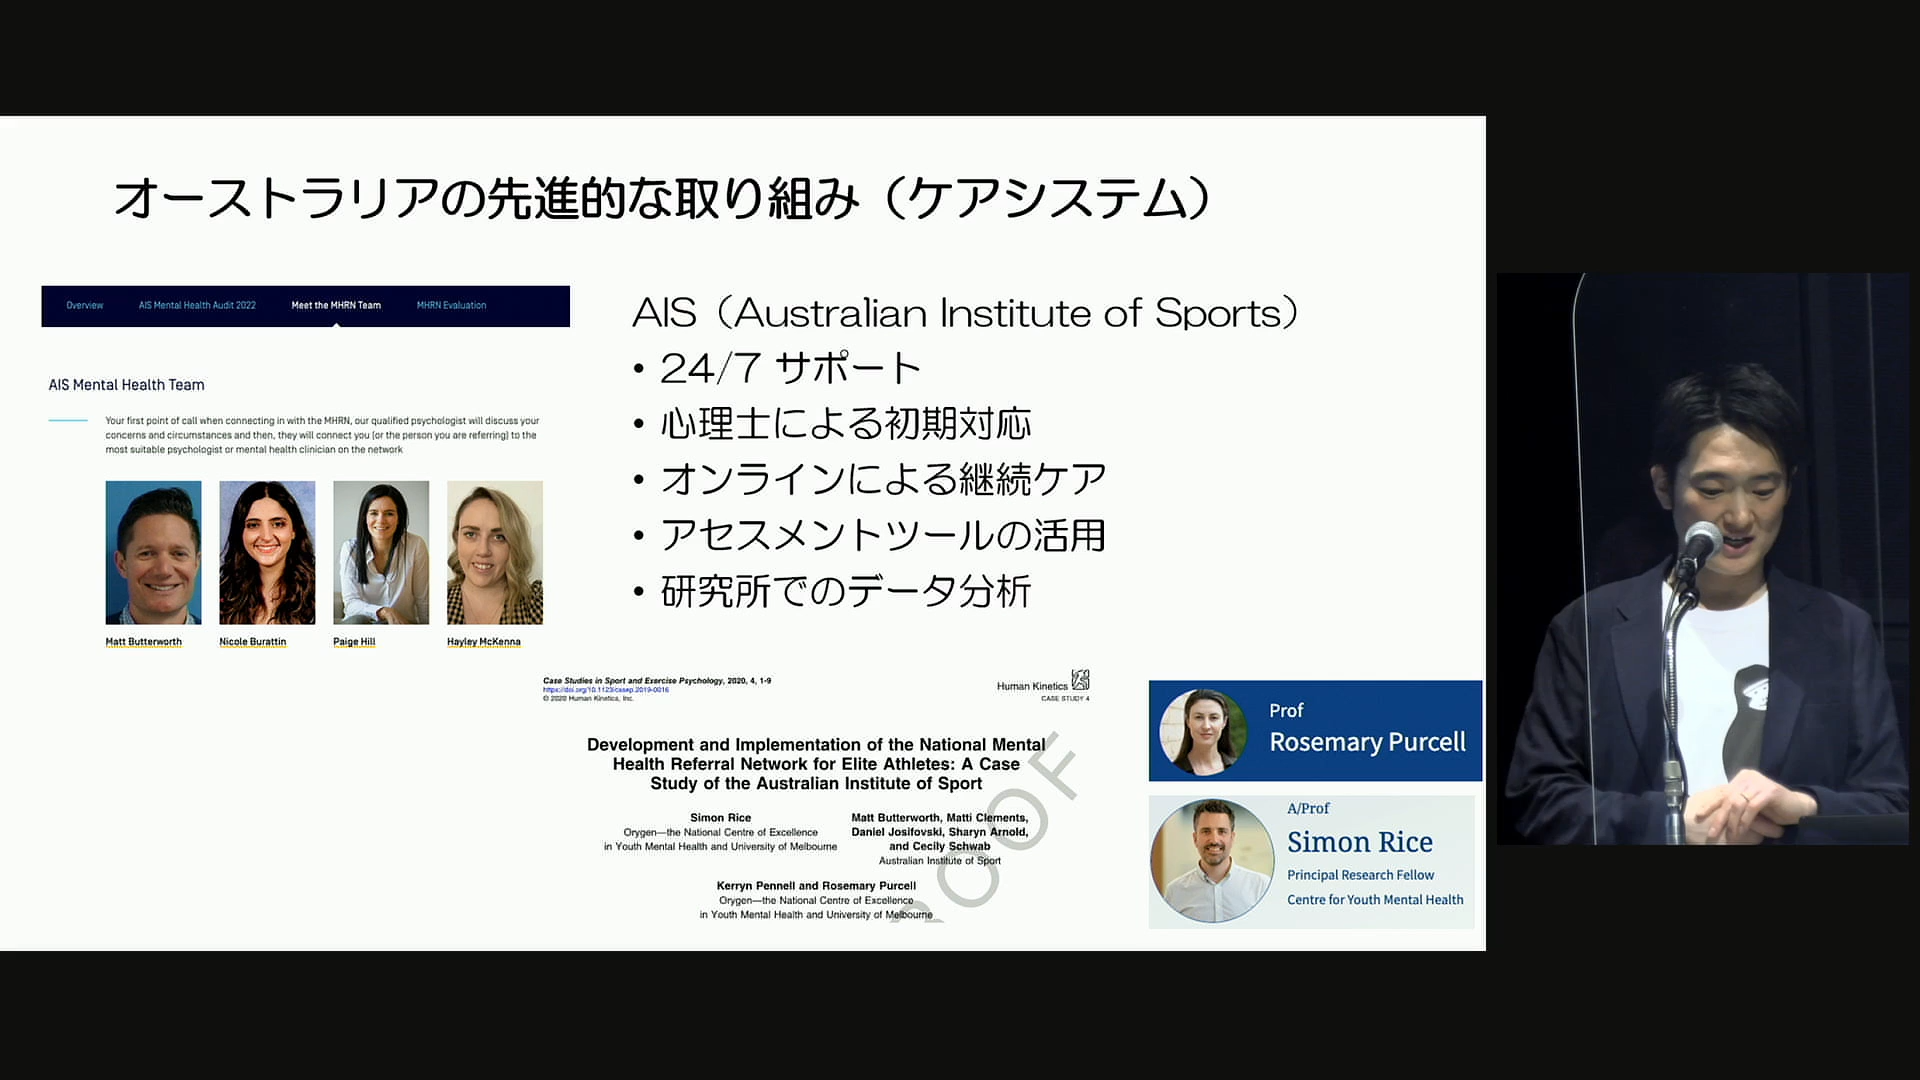 オーストラリアの先進的な取り組み（ケアシステム）
Overview AIS Mental Health Audit 2022 Meet the MHRN Team MHRN Evaluation
AIS Mental Health Team
Your first point of call when connecting in with the MHRN, our qualified psychologist will discuss your
concerns and circumstances and then, they will connect you (or the person you are referring) to the
most suitable psychologist or mental health clinician on the network
Matt Butterworth Nicole Burattin Paige Hill Hayley McKenna
AIS（Australian Institute of Sports）
• 24/7 サポート
• 心理士による初期対応
• オンラインによる継続ケア
• アセスメントツールの活用
• 研究所でのデータ分析
Case Studies in Sport and Exercise Psychology, 2020, 4, 1-9
https://doi.org/10.1123/cssep.2019-0016
© 2020 Human Kinetics, Inc.
Human Kinetics
CASE STUDY 4
Development and Implementation of the National Mental
Health Referral Network for Elite Athletes: A Case
Study of the Australian Institute of Sport
Simon Rice
Orygen—the National Centre of Excellence
in Youth Mental Health and University of Melbourne
Matt Butterworth, Matti Clements,
Daniel Josifovski, Sharyn Arnold,
and Cecily Schwab
Australian Institute of Sport
Kerryn Pennell and Rosemary Purcell
Orygen—the National Centre of Excellence
in Youth Mental Health and University of Melbourne
ROOF
Prof
Rosemary Purcell
A/Prof
Simon Rice
Principal Research Fellow
Centre for Youth Mental Health